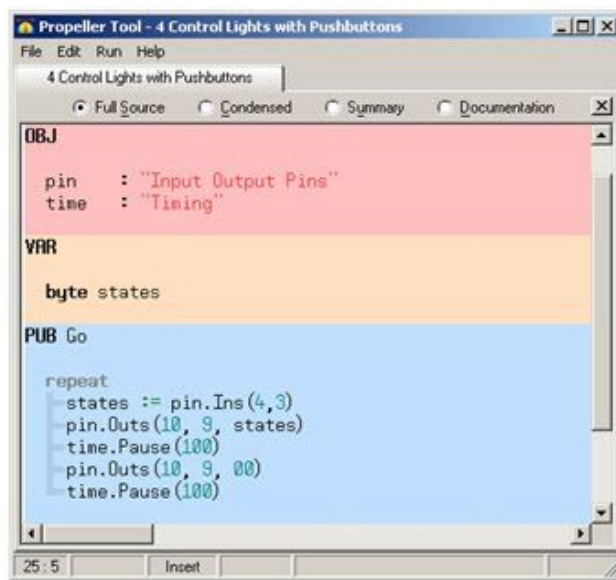 Propeller Tool - 4 Control Lights with Pushbuttons
File Edit Run Help
4 Control Lights with Pushbuttons
Full Source Condensed Summary Documentation
OBJ
pin : "Input Output Pins"
time : "Timing"
VAR
byte states
PUB Go
repeat
states := pin.Ins(4,3)
pin.Outs(10, 9, states)
time.Pause(100)
pin.Outs(10, 9, 00)
time.Pause(100)
25:5 Insert